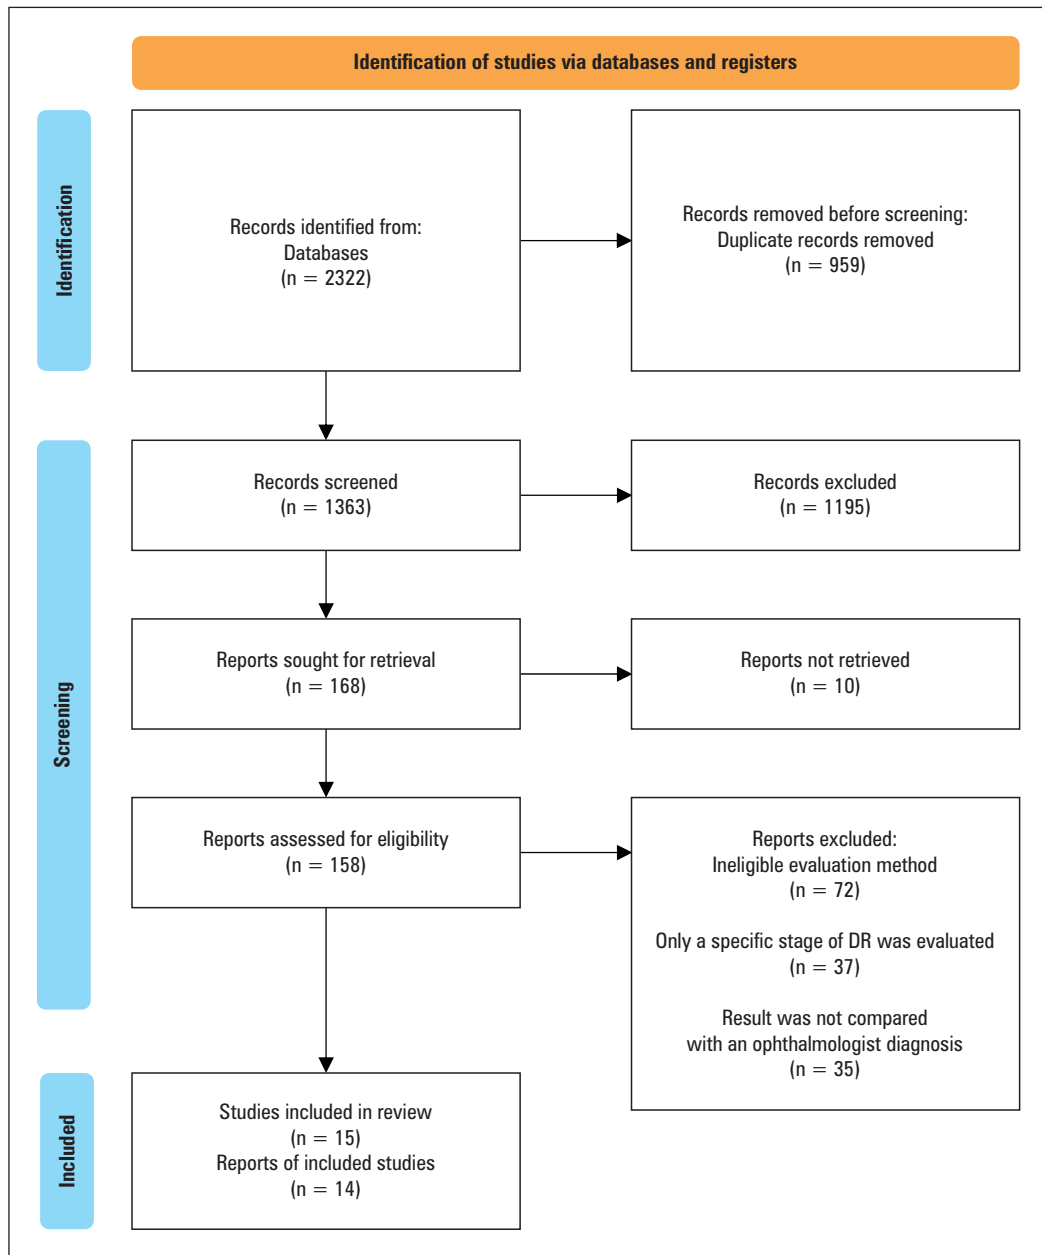 Identification of studies via databases and registers
Identification
Records identified from:
Databases
(n = 2322)
Records removed before screening:
Duplicate records removed
(n = 959)
Screening
Records screened
(n = 1363)
Records excluded
(n = 1195)
Reports sought for retrieval
(n = 168)
Reports not retrieved
(n = 10)
Reports assessed for eligibility
(n = 158)
Reports excluded:
Ineligible evaluation method
(n = 72)
Only a specific stage of DR was evaluated
(n = 37)
Result was not compared
with an ophthalmologist diagnosis
(n = 35)
Included
Studies included in review
(n = 15)
Reports of included studies
(n = 14)